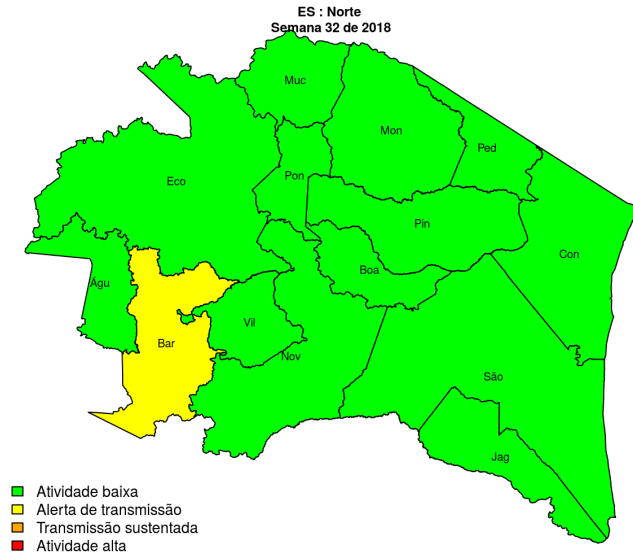 ES : Norte
Semana 32 de 2018
Muc
Mon
Ped
Eco
Pon
Pin
Con
Boa
Águ
Vil
Bar
Nov
São
Jag
Atividade baixa
Alerta de transmissão
Transmissão sustentada
Atividade alta